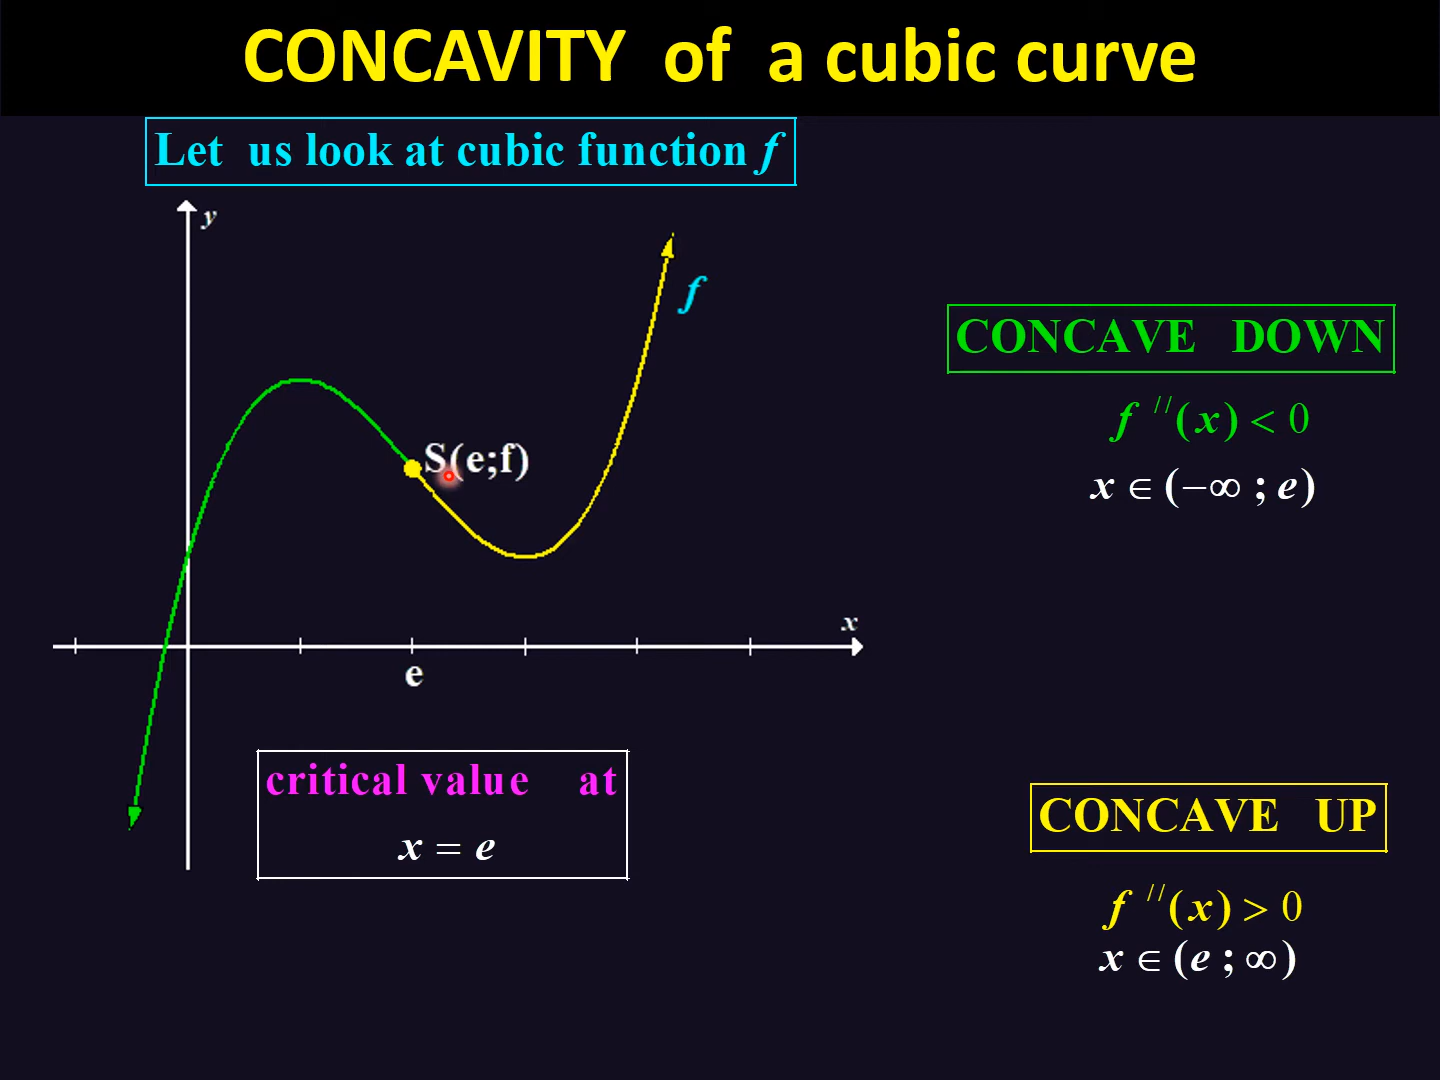 CONCAVITY of a cubic curve
Let us look at cubic function f
y
f
CONCAVE DOWN
f //(x) < 0
x ∈ (−∞ ; e)
S(e;f)
x
e
critical value at
x = e
CONCAVE UP
f //(x) > 0
x ∈ (e ; ∞)